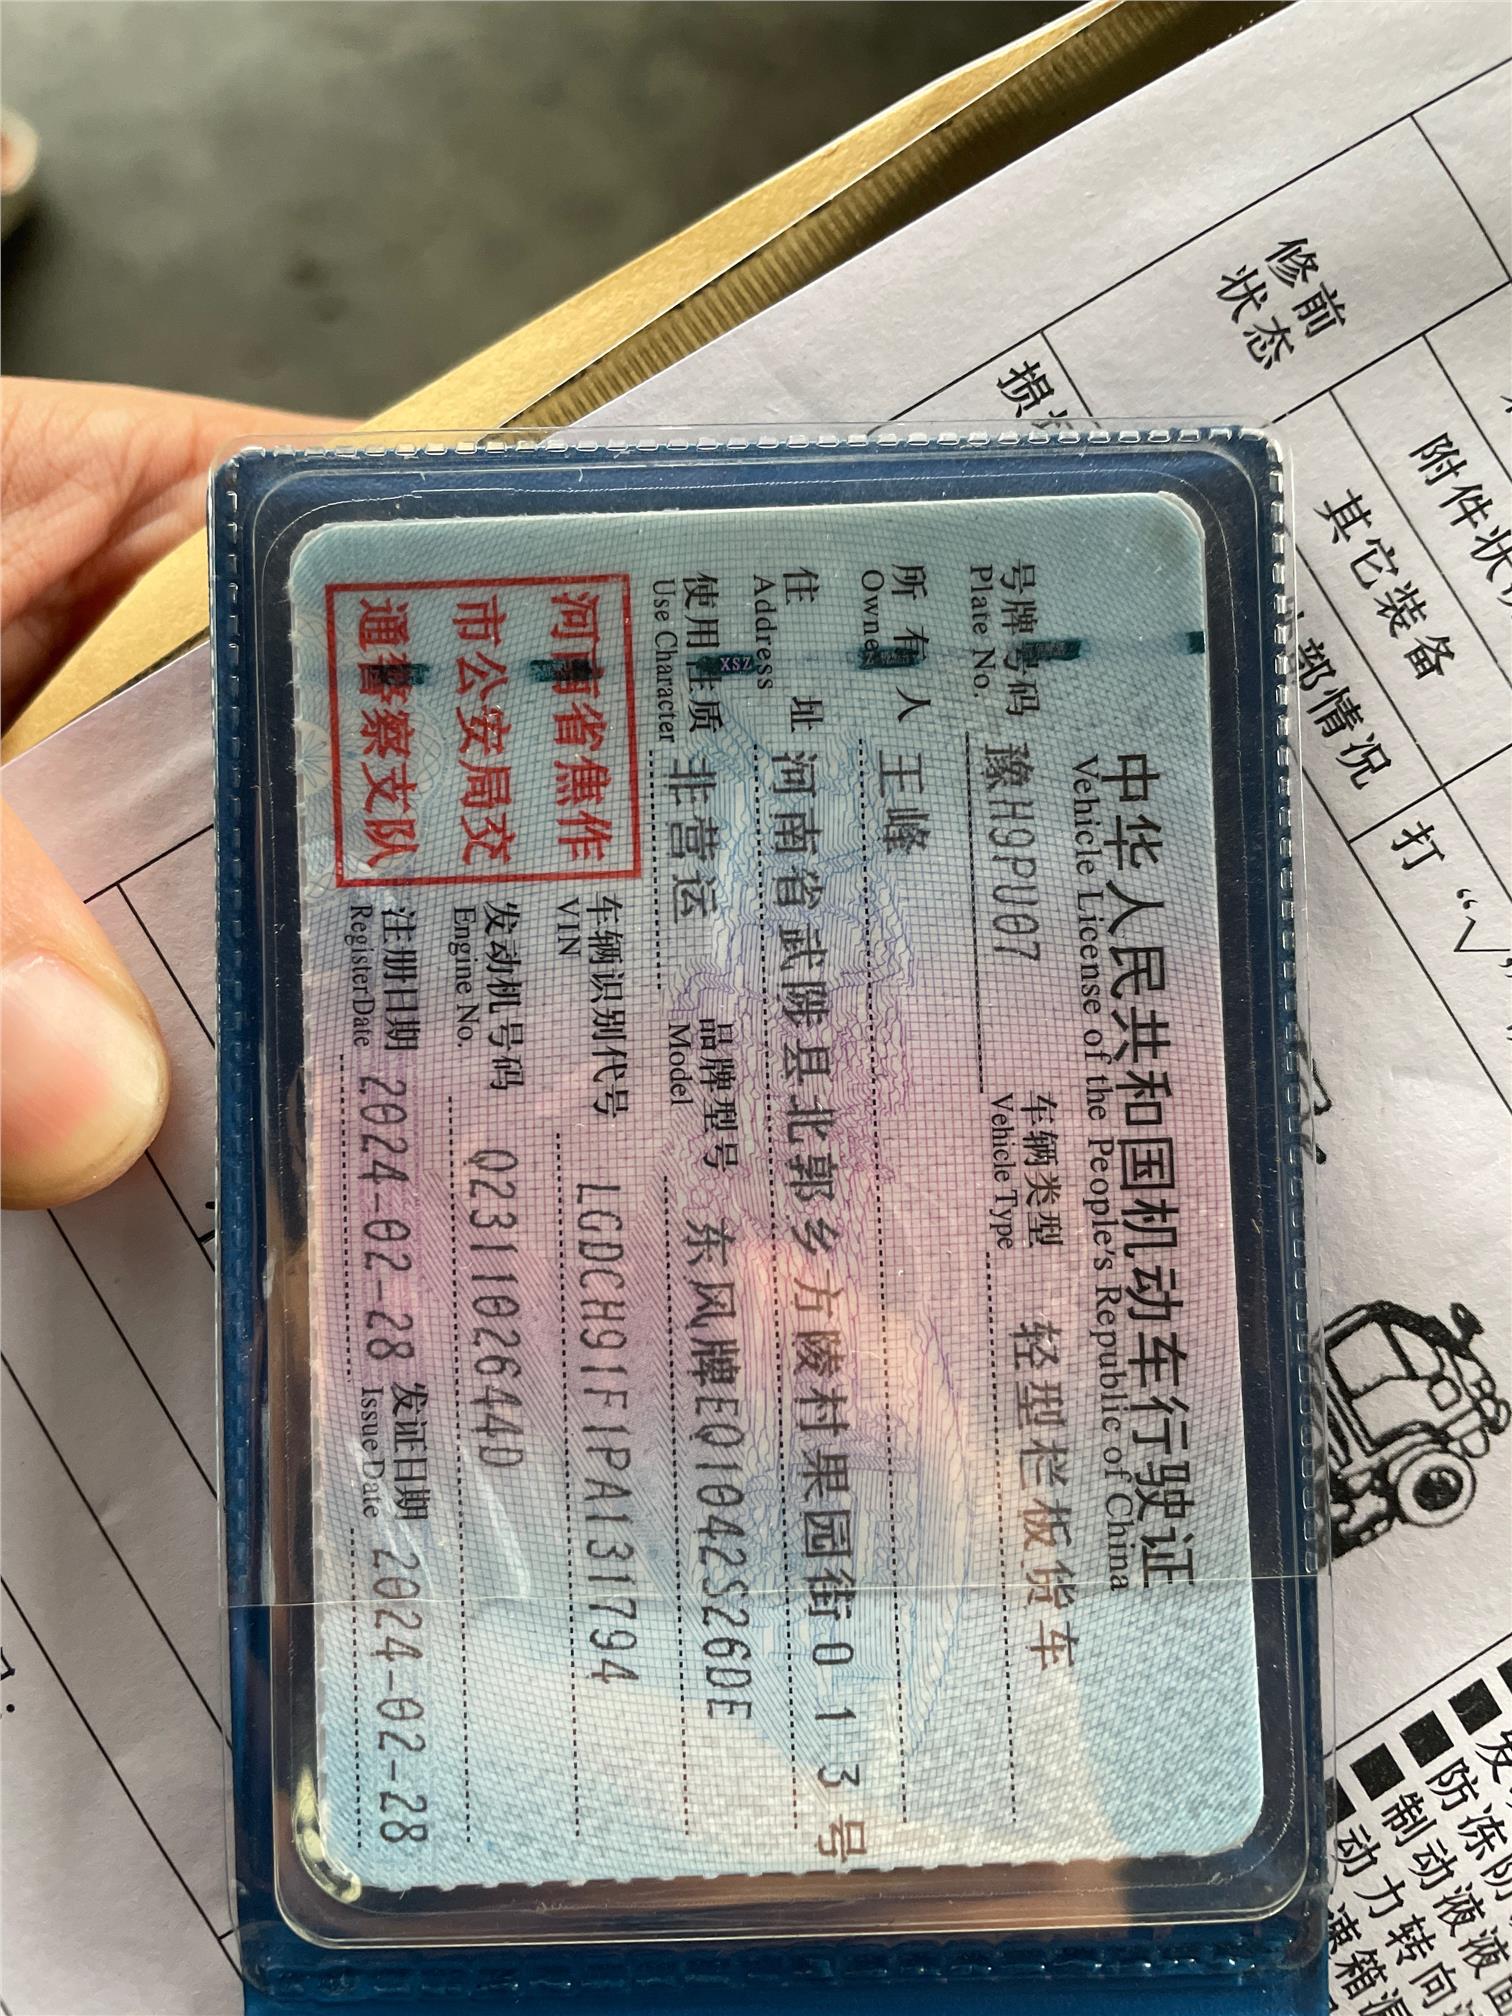 中华人民共和国机动车行驶证
Vehicle License of the People's Republic of China
号牌号码 豫H9PU07 车辆类型 轻型栏板货车
Plate No. Vehicle Type
所有人 王峰
Owner
住址 河南省武陟县北郭乡方陵村果园街013号
Address
使用性质 非营运 品牌型号 东风牌EQ1042S26DE
Use Character Model
河南省焦作
市公安局交
通警察支队
车辆识别代号 LGDCH91F1PA131794
VIN
发动机号码 Q231102644D
Engine No.
注册日期 2024-02-28 发证日期 2024-02-28
Register Date Issue Date
ZSX
修前
状态
附件状
其它装备
部情况
打“√”
防冻
制动液液面
动力转向